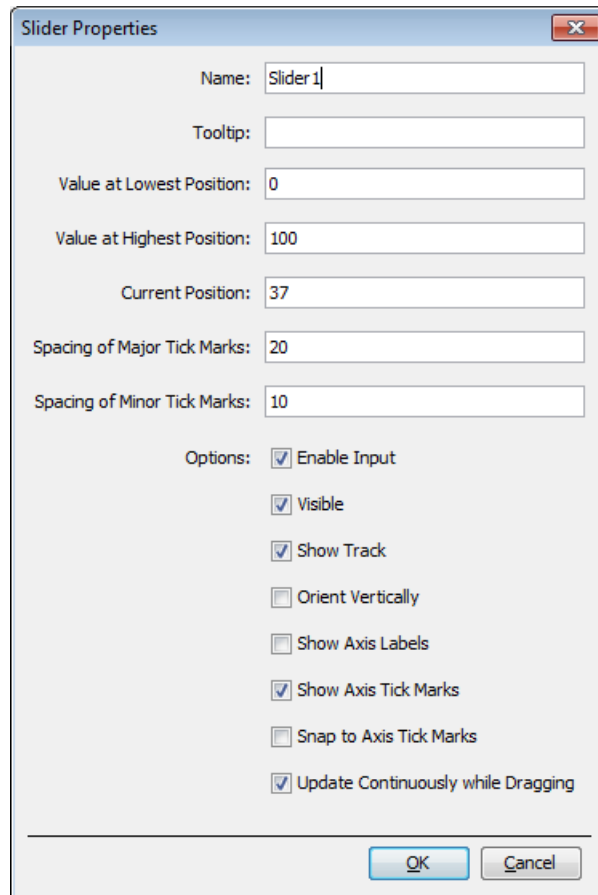 Slider Properties
Name: Slider1
Tooltip:
Value at Lowest Position: 0
Value at Highest Position: 100
Current Position: 37
Spacing of Major Tick Marks: 20
Spacing of Minor Tick Marks: 10
Options: Enable Input
Visible
Show Track
Orient Vertically
Show Axis Labels
Show Axis Tick Marks
Snap to Axis Tick Marks
Update Continuously while Dragging
OK Cancel